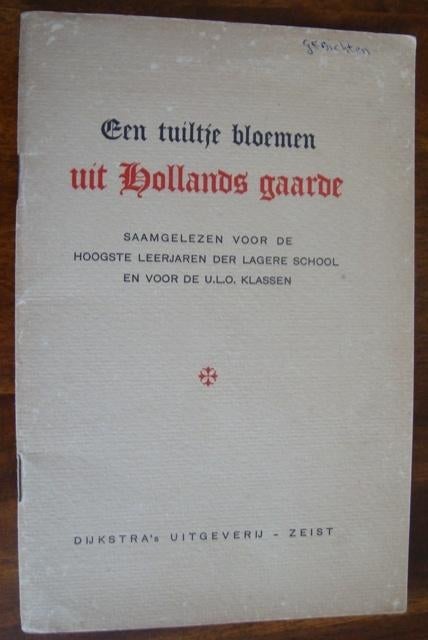 gedichten
Een tuiltje bloemen
uit Hollands gaarde
SAAMGELEZEN VOOR DE
HOOGSTE LEERJAREN DER LAGERE SCHOOL
EN VOOR DE U.L.O. KLASSEN
DIJKSTRA's UITGEVERIJ - ZEIST